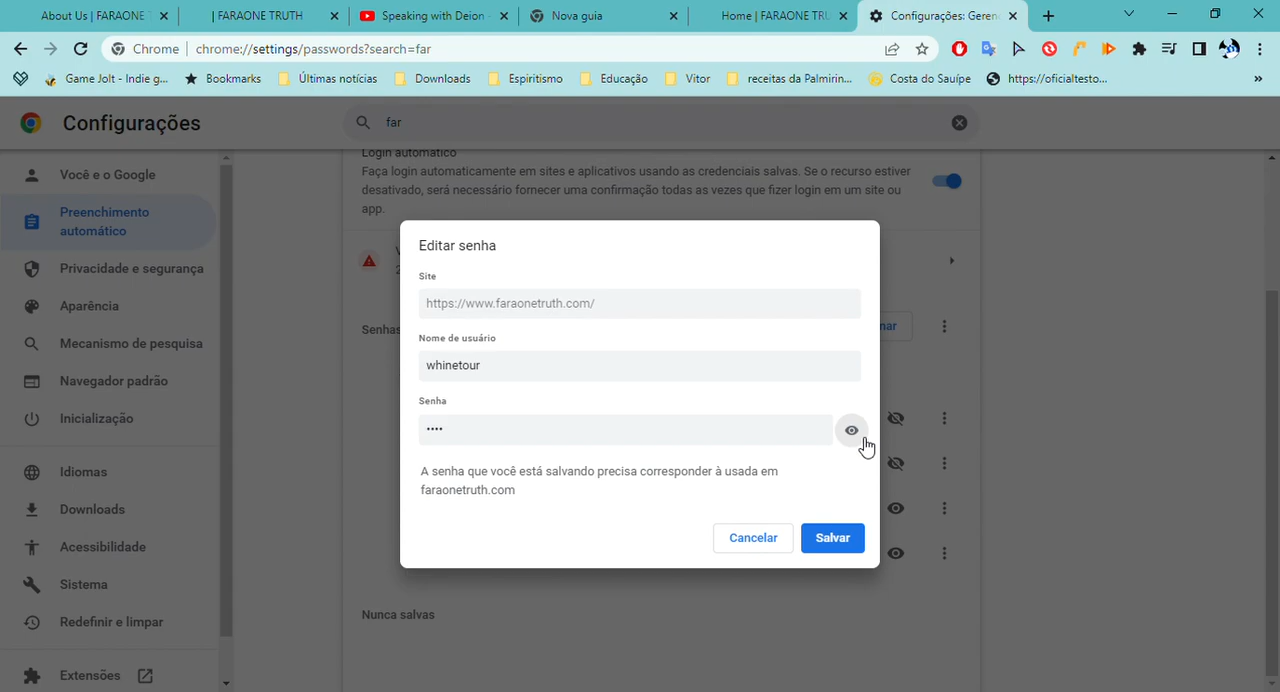 About Us | FARAONE T
| FARAONE TRUTH
Speaking with Deion -
Nova guia
Home | FARAONE TRU
Configurações: Geren
Chrome
chrome://settings/passwords?search=far
Game Jolt - Indie g...
Bookmarks
Últimas notícias
Downloads
Espiritismo
Educação
Vitor
receitas da Palmirin...
Costa do Sauípe
https://oficialtesto...
»
Configurações
far
Você e o Google
Preenchimento
automático
Privacidade e segurança
Aparência
Mecanismo de pesquisa
Navegador padrão
Inicialização
Idiomas
Downloads
Acessibilidade
Sistema
Redefinir e limpar
Extensões
Login automático
Faça login automaticamente em sites e aplicativos usando as credenciais salvas. Se o recurso estiver
desativado, será necessário fornecer uma confirmação todas as vezes que fizer login em um site ou
app.
Senhas
nar
Editar senha
Site
https://www.faraonetruth.com/
Nome de usuário
whinetour
Senha
••••
A senha que você está salvando precisa corresponder à usada em
faraonetruth.com
Cancelar
Salvar
Nunca salvas